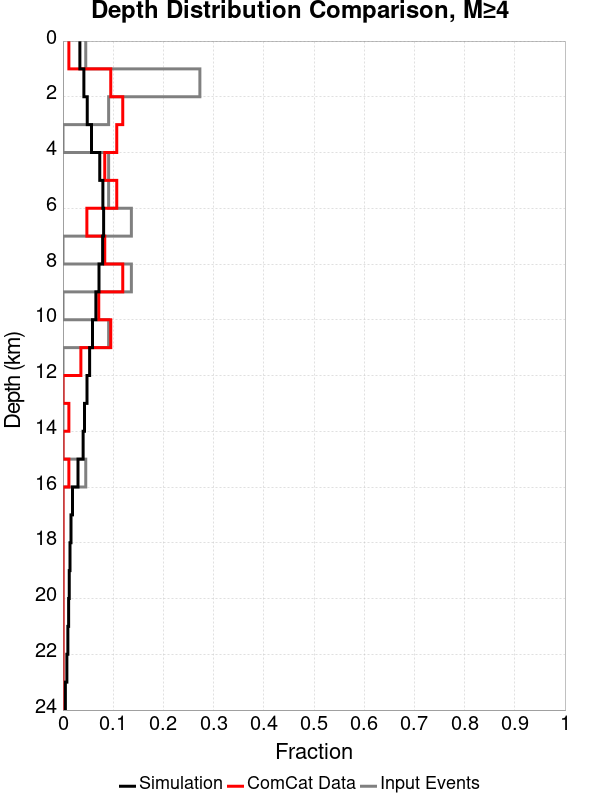 Depth Distribution Comparison, M≥4
0
2
4
6
8
10
12
14
16
18
20
22
24
Depth (km)
0 0.1 0.2 0.3 0.4 0.5 0.6 0.7 0.8 0.9 1
Fraction
Simulation ComCat Data Input Events